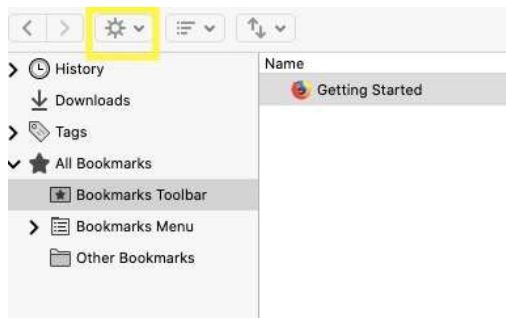 History
Downloads
Tags
All Bookmarks
Bookmarks Toolbar
Bookmarks Menu
Other Bookmarks
Name
Getting Started